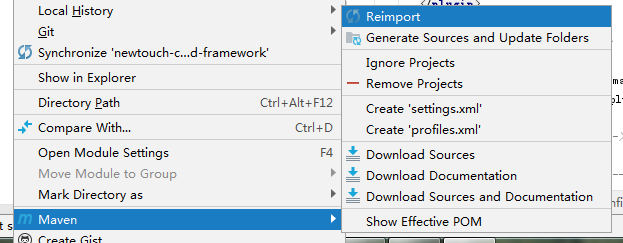 Local History
Git
Synchronize 'newtouch-c...d-framework'
Show in Explorer
Directory Path Ctrl+Alt+F12
Compare With... Ctrl+D
Open Module Settings F4
Move Module to Group
Mark Directory as
Maven
Create Gist
Reimport
Generate Sources and Update Folders
Ignore Projects
Remove Projects
Create 'settings.xml'
Create 'profiles.xml'
Download Sources
Download Documentation
Download Sources and Documentation
Show Effective POM